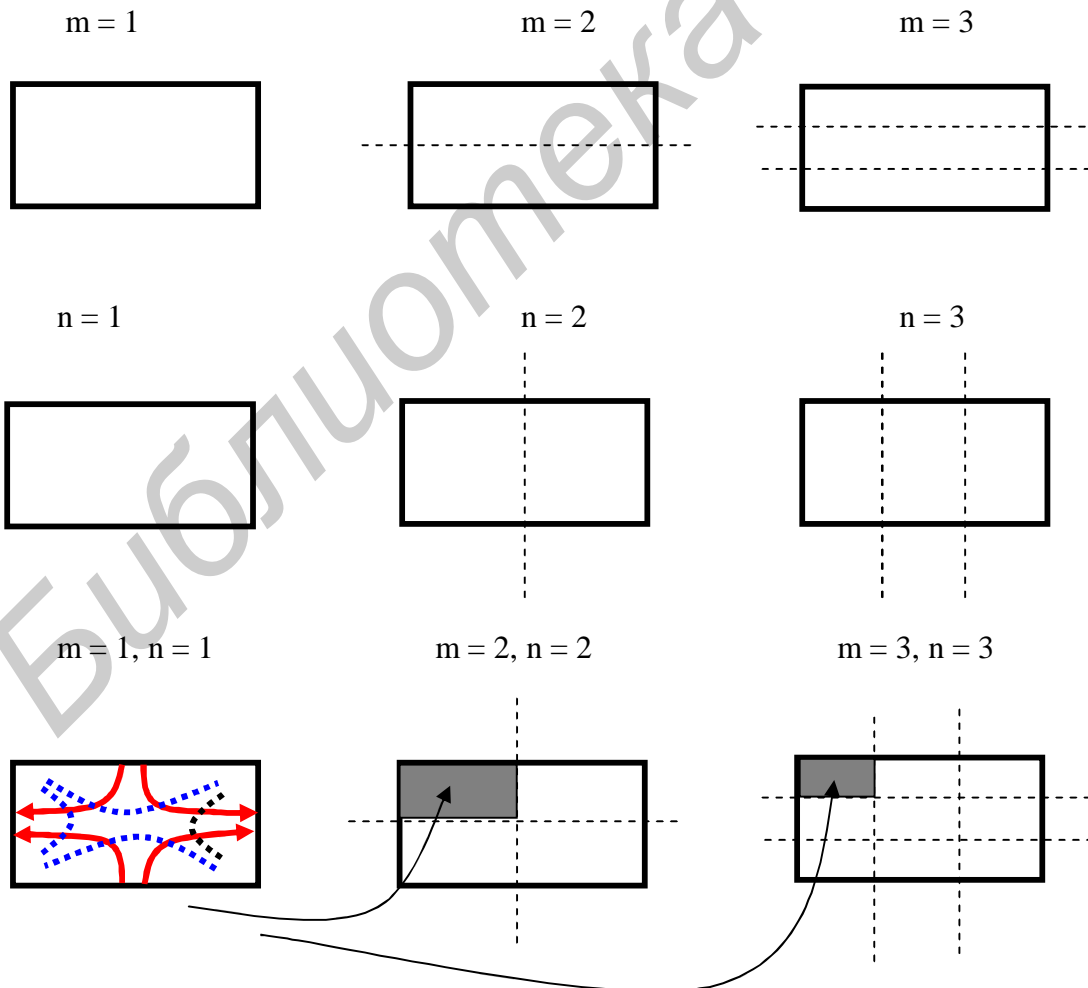 m = 1 m = 2 m = 3
n = 1 n = 2 n = 3
m = 1, n = 1 m = 2, n = 2 m = 3, n = 3
Библиотека